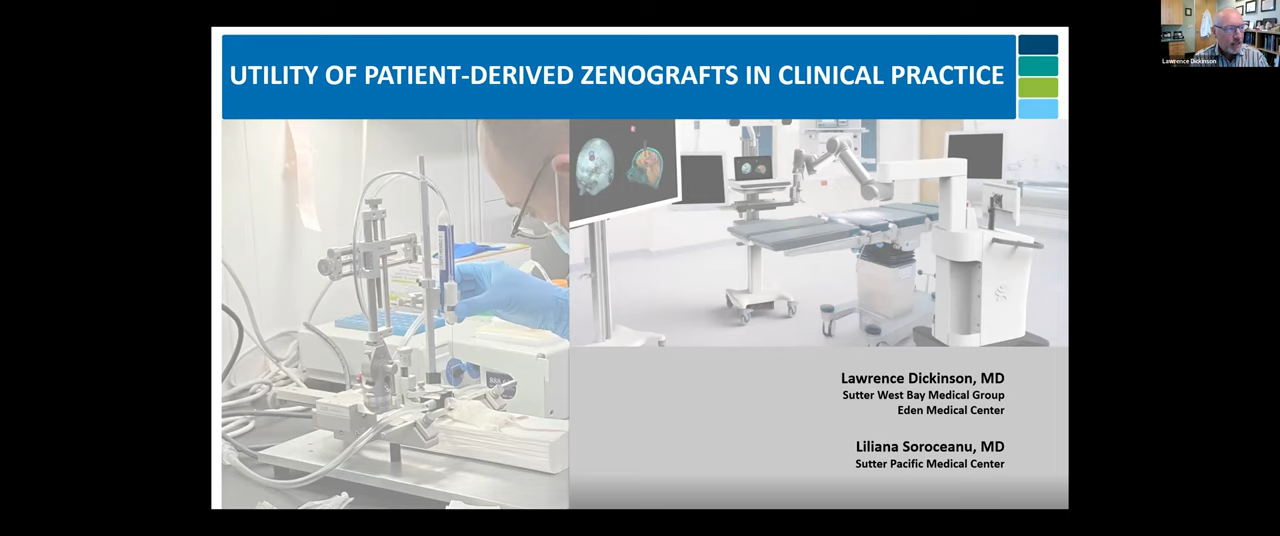 UTILITY OF PATIENT-DERIVED ZENOGRAFTS IN CLINICAL PRACTICE
Lawrence Dickinson
Lawrence Dickinson, MD
Sutter West Bay Medical Group
Eden Medical Center
Liliana Soroceanu, MD
Sutter Pacific Medical Center